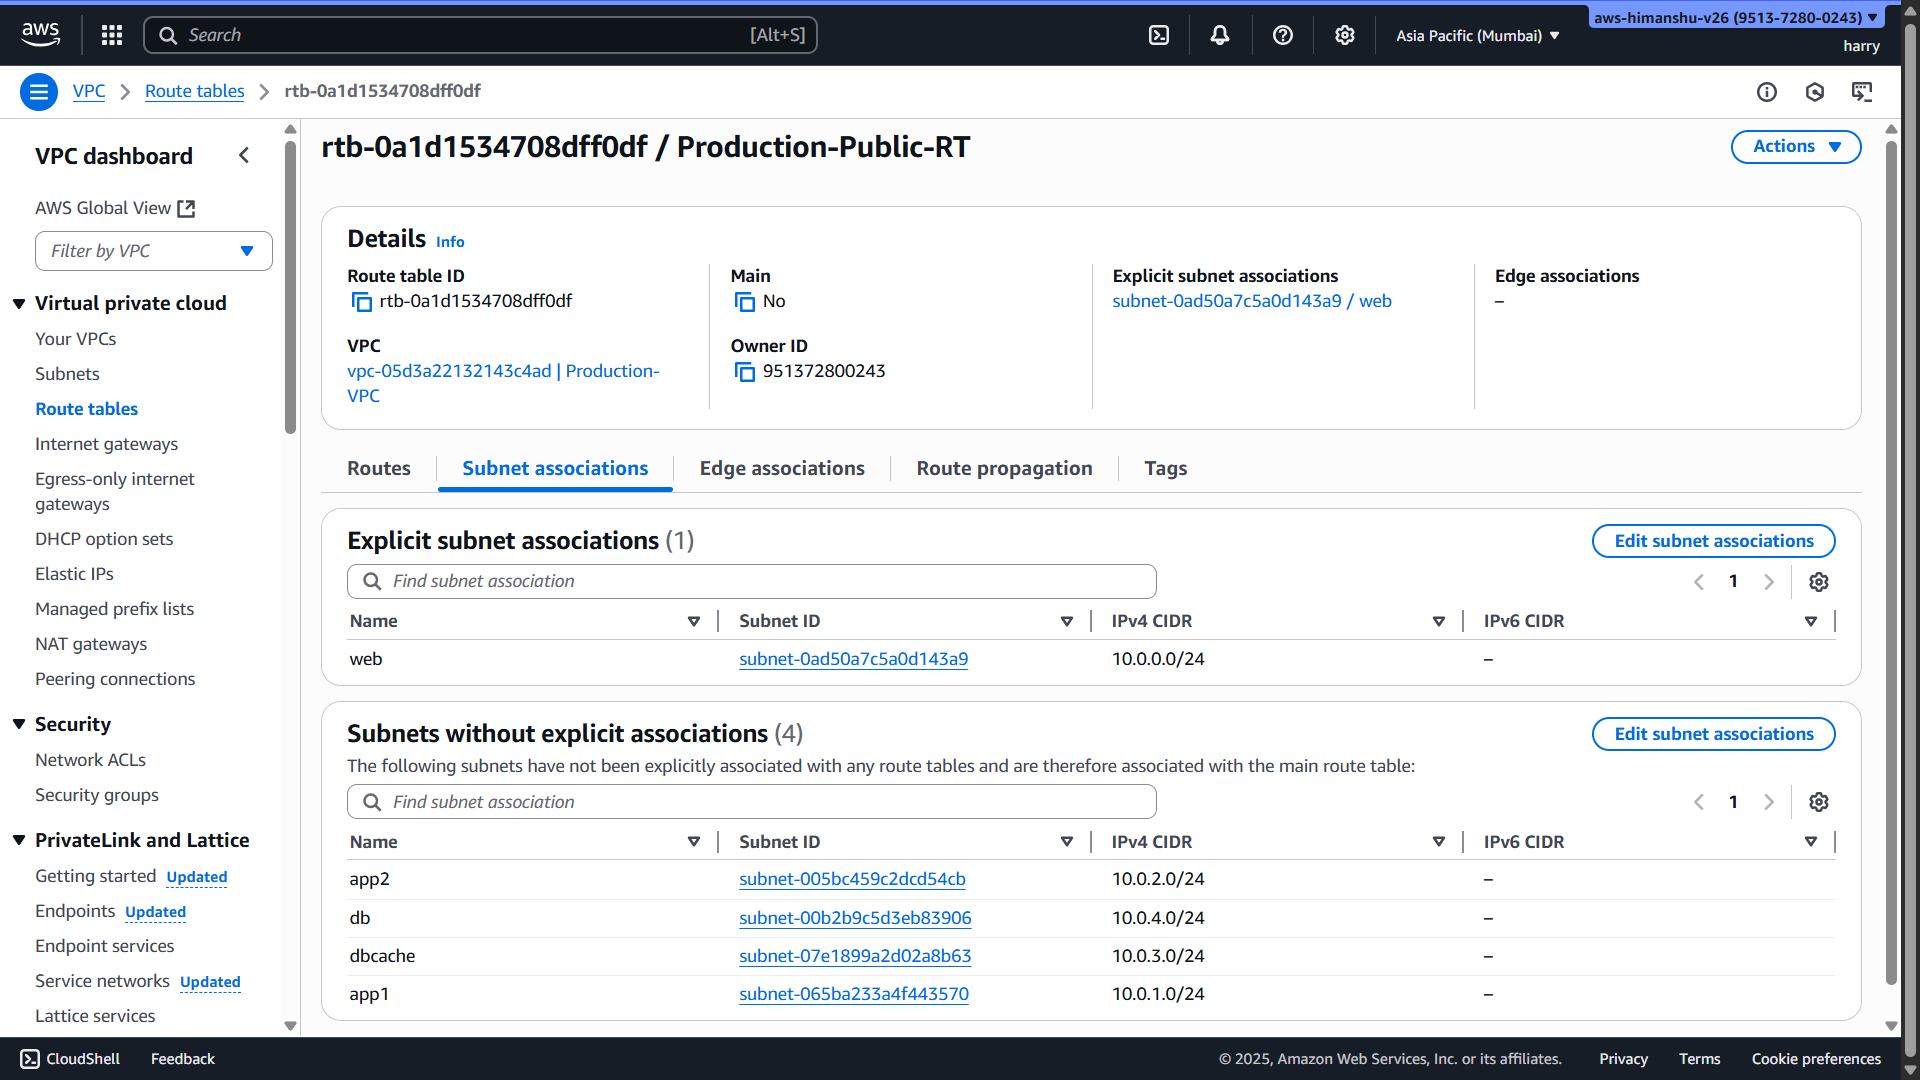 aws
Search [Alt+S]
Asia Pacific (Mumbai)
aws-himanshu-v26 (9513-7280-0243)
harry
VPC
Route tables
rtb-0a1d1534708dff0df
VPC dashboard
AWS Global View
Filter by VPC
Virtual private cloud
Your VPCs
Subnets
Route tables
Internet gateways
Egress-only internet
gateways
DHCP option sets
Elastic IPs
Managed prefix lists
NAT gateways
Peering connections
Security
Network ACLs
Security groups
PrivateLink and Lattice
Getting started Updated
Endpoints Updated
Endpoint services
Service networks Updated
Lattice services
rtb-0a1d1534708dff0df / Production-Public-RT
Actions
Details Info
Route table ID
rtb-0a1d1534708dff0df
VPC
vpc-05d3a22132143c4ad | Production-
VPC
Main
No
Owner ID
951372800243
Explicit subnet associations
subnet-0ad50a7c5a0d143a9 / web
Edge associations
–
Routes
Subnet associations
Edge associations
Route propagation
Tags
Explicit subnet associations (1)
Edit subnet associations
Find subnet association
1
Name Subnet ID IPv4 CIDR IPv6 CIDR
web subnet-0ad50a7c5a0d143a9 10.0.0.0/24 –
Subnets without explicit associations (4)
Edit subnet associations
The following subnets have not been explicitly associated with any route tables and are therefore associated with the main route table:
Find subnet association
1
Name Subnet ID IPv4 CIDR IPv6 CIDR
app2 subnet-005bc459c2dcd54cb 10.0.2.0/24 –
db subnet-00b2b9c5d3eb83906 10.0.4.0/24 –
dbcache subnet-07e1899a2d02a8b63 10.0.3.0/24 –
app1 subnet-065ba233a4f443570 10.0.1.0/24 –
CloudShell
Feedback
© 2025, Amazon Web Services, Inc. or its affiliates.
Privacy
Terms
Cookie preferences